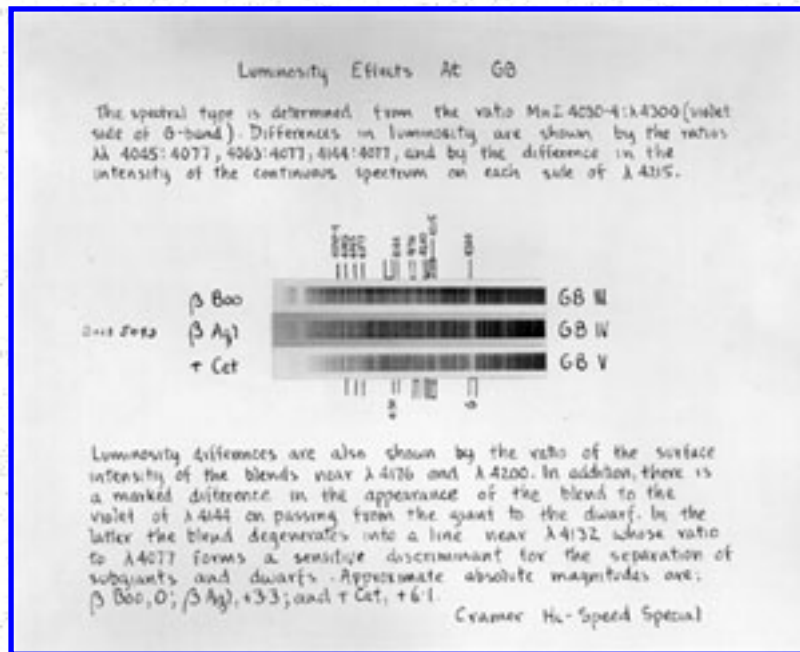 Luminosity Effects At G8
The spectral type is determined from the ratio Mn I 4030-4:λ4300 (violet
side of G-band). Differences in luminosity are shown by the ratios
λλ 4045:4077, 4063:4077, 4144:4077, and by the difference in the
intensity of the continuous spectrum on each side of λ 4215.
β Boo G8 III
β Aql G8 IV
τ Cet G8 V
Luminosity differences are also shown by the ratio of the surface
intensity of the blends near λ 4176 and λ 4200. In addition, there is
a marked difference in the appearance of the blend to the
violet of λ 4144 on passing from the giant to the dwarf. In the
latter the blend degenerates into a line near λ 4132 whose ratio
to λ4077 forms a sensitive discriminant for the separation of
subgiants and dwarfs. Approximate absolute magnitudes are:
β Boo, 0; β Aql, +3.3; and τ Cet, +6.1.
Cramer Hi-Speed Special